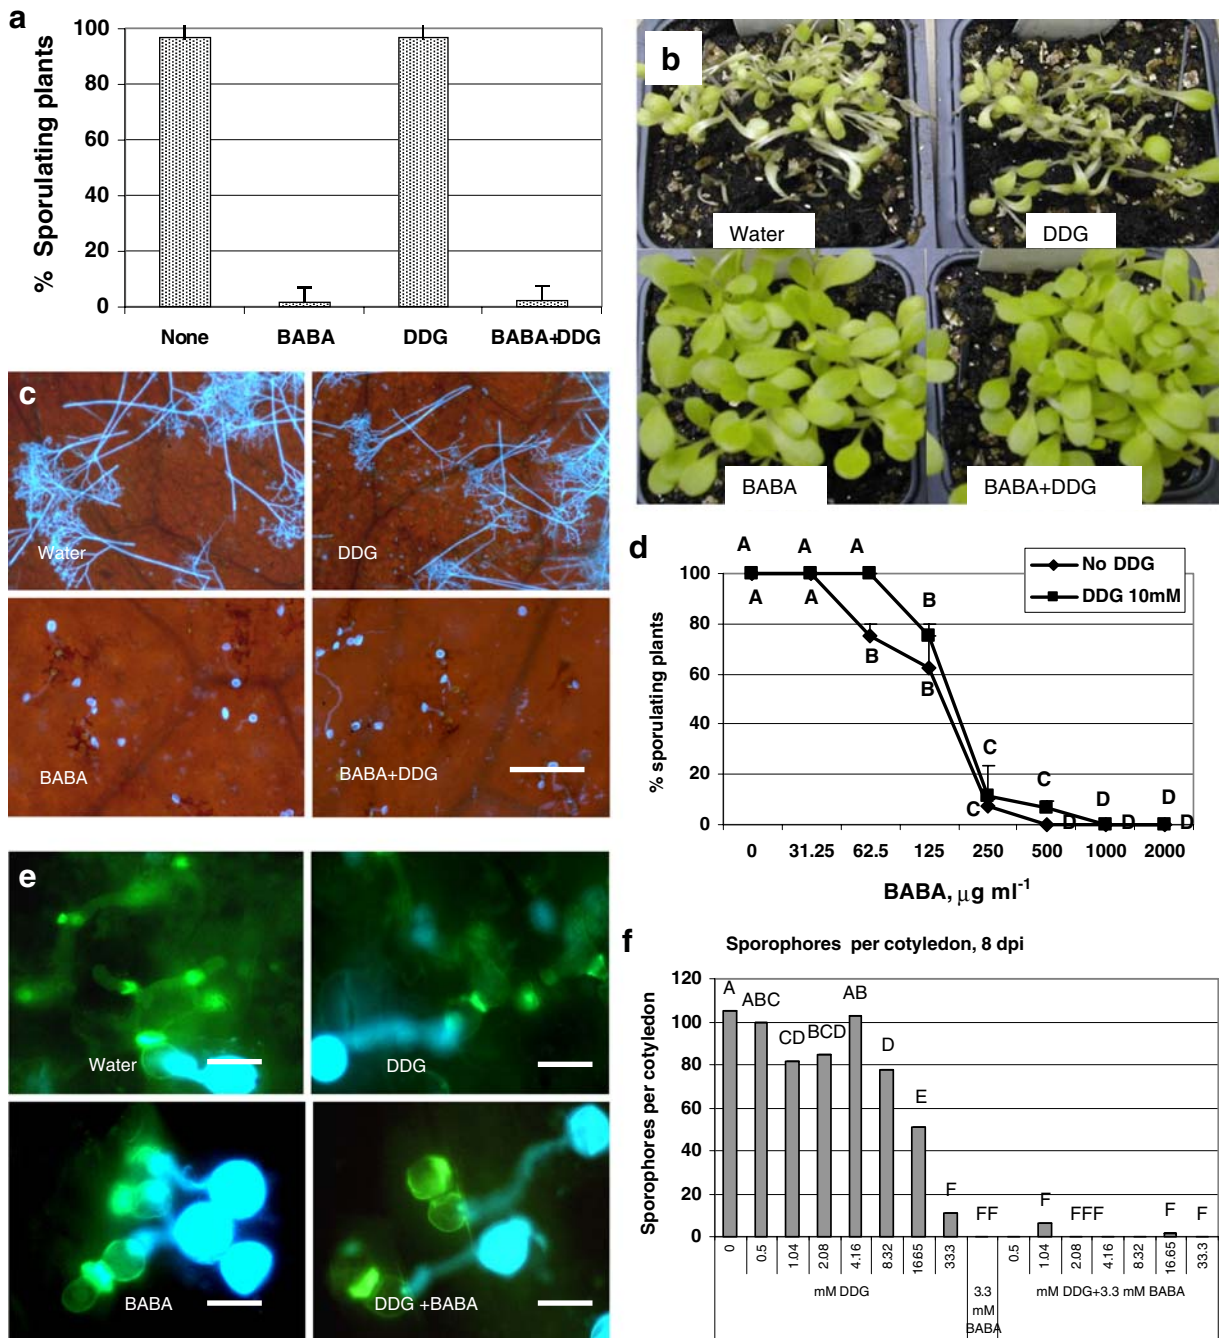 a
% Sporulating plants
100
80
60
40
20
0
None BABA DDG BABA+DDG
b
Water DDG
BABA BABA+DDG
c
Water DDG
BABA BABA+DDG
d
% sporulating plants
100
80
60
40
20
0
No DDG
DDG 10mM
A A A
A A
B
B
B
C
C
C
D D
D D D
0 31.25 62.5 125 250 500 1000 2000
BABA, μg ml⁻¹
e
Water DDG
BABA DDG +BABA
f
Sporophores per cotyledon, 8 dpi
Sporophores per cotyledon
120
100
80
60
40
20
0
A ABC CD BCD AB D E F FF F FFF F F
0 0.5 1.04 2.08 4.16 8.32 16.65 333 0.5 1.04 2.08 4.16 8.32 16.65 33.3
mM DDG
3.3 mM BABA
mM DDG+3.3 mM BABA